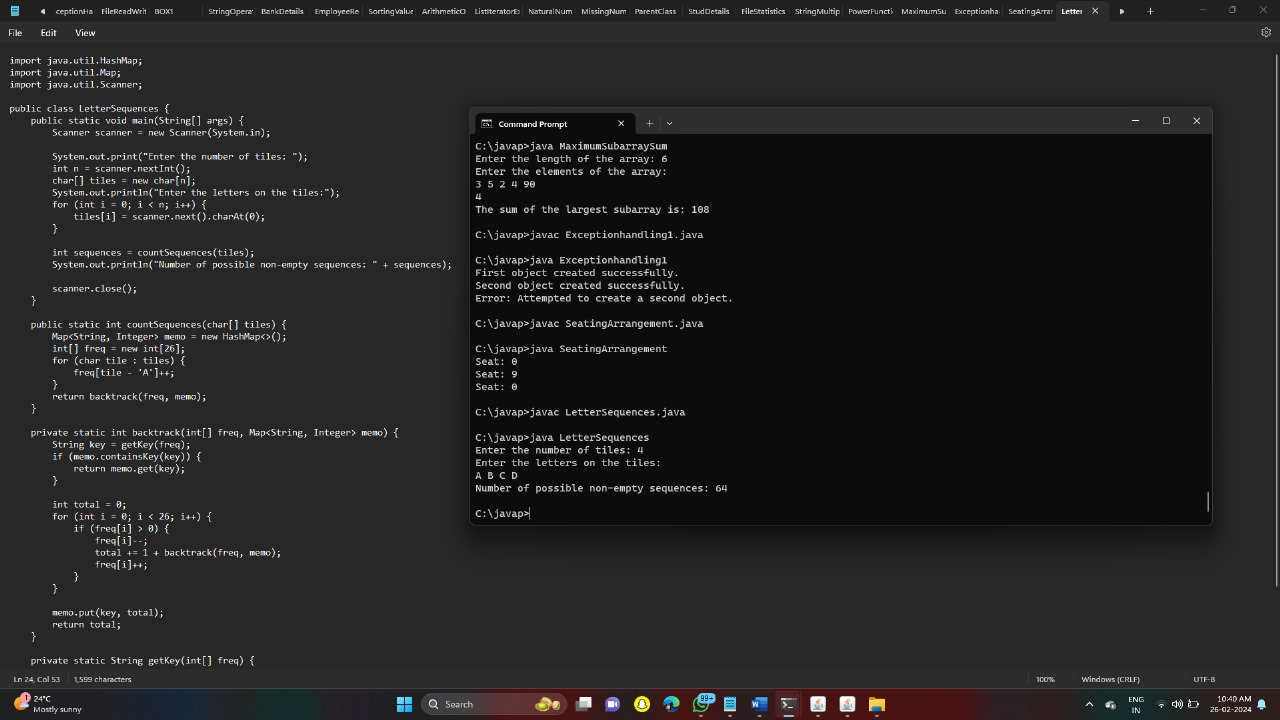 ceptionHa FileReadWrit BOX1 StringOpera BankDetails EmployeeRe SortingValue ArithmeticO ListIteratorEx NaturalNum MissingNum ParentClass StudDetails FileStatistics StringMultip PowerFuncti MaximumSu Exceptionha SeatingArrar Letter
File Edit View
import java.util.HashMap;
import java.util.Map;
import java.util.Scanner;
public class LetterSequences {
public static void main(String[] args) {
Scanner scanner = new Scanner(System.in);
System.out.print("Enter the number of tiles: ");
int n = scanner.nextInt();
char[] tiles = new char[n];
System.out.println("Enter the letters on the tiles:");
for (int i = 0; i < n; i++) {
tiles[i] = scanner.next().charAt(0);
}
int sequences = countSequences(tiles);
System.out.println("Number of possible non-empty sequences: " + sequences);
scanner.close();
}
public static int countSequences(char[] tiles) {
Map<String, Integer> memo = new HashMap<>();
int[] freq = new int[26];
for (char tile : tiles) {
freq[tile - 'A']++;
}
return backtrack(freq, memo);
}
private static int backtrack(int[] freq, Map<String, Integer> memo) {
String key = getKey(freq);
if (memo.containsKey(key)) {
return memo.get(key);
}
int total = 0;
for (int i = 0; i < 26; i++) {
if (freq[i] > 0) {
freq[i]--;
total += 1 + backtrack(freq, memo);
freq[i]++;
}
}
memo.put(key, total);
return total;
}
private static String getKey(int[] freq) {
Command Prompt
C:\javap>java MaximumSubarraySum
Enter the length of the array: 6
Enter the elements of the array:
3 5 2 4 90
4
The sum of the largest subarray is: 108
C:\javap>javac Exceptionhandling1.java
C:\javap>java Exceptionhandling1
First object created successfully.
Second object created successfully.
Error: Attempted to create a second object.
C:\javap>javac SeatingArrangement.java
C:\javap>java SeatingArrangement
Seat: 0
Seat: 9
Seat: 0
C:\javap>javac LetterSequences.java
C:\javap>java LetterSequences
Enter the number of tiles: 4
Enter the letters on the tiles:
A B C D
Number of possible non-empty sequences: 64
C:\javap>
Ln 24, Col 53 1,599 characters 100% Windows (CRLF) UTF-8
24°C
Mostly sunny
Search
99+
ENG
IN
10:40 AM
26-02-2024